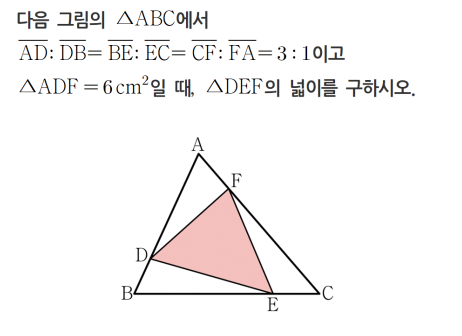 다음 그림의 △ABC에서
AD: DB= BE: EC= CF: FA=3:1이고
△ADF=6cm²일 때, △DEF의 넓이를 구하시오.
A
F
D
B
E
C